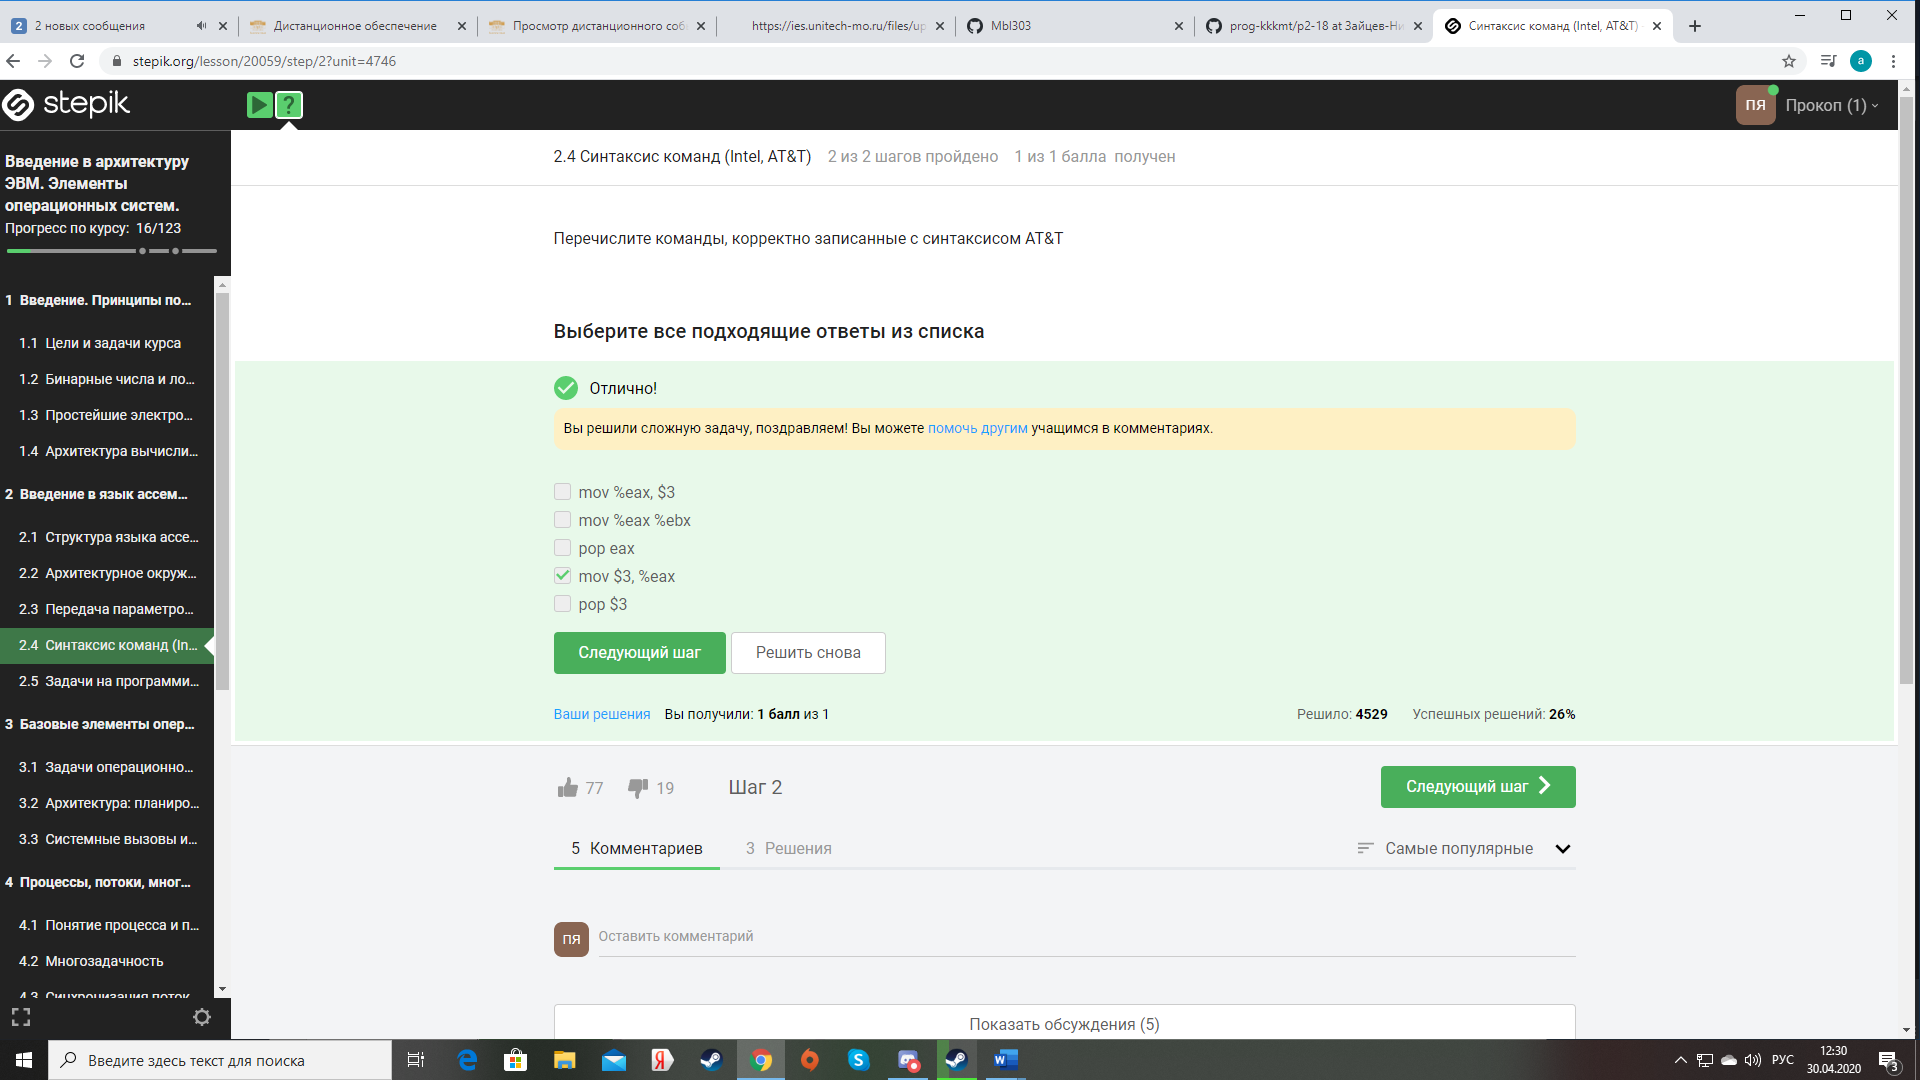 2 2 новых сообщения
Дистанционное обеспечение
Просмотр дистанционного соб
https://ies.unitech-mo.ru/files/up
Mbl303
prog-kkkmt/p2-18 at Зайцев-Ни
Синтаксис команд (Intel, AT&T)
stepik.org/lesson/20059/step/2?unit=4746
a
stepik
?
ПЯ Прокоп (1)
Введение в архитектуру
ЭВМ. Элементы
операционных систем.
Прогресс по курсу: 16/123
1 Введение. Принципы по...
1.1 Цели и задачи курса
1.2 Бинарные числа и ло...
1.3 Простейшие электро...
1.4 Архитектура вычисли...
2 Введение в язык ассем...
2.1 Структура языка ассе...
2.2 Архитектурное окруж...
2.3 Передача параметро...
2.4 Синтаксис команд (In...
2.5 Задачи на программи...
3 Базовые элементы опер...
3.1 Задачи операционно...
3.2 Архитектура: планиро...
3.3 Системные вызовы и...
4 Процессы, потоки, мног...
4.1 Понятие процесса и п...
4.2 Многозадачность
4.3 Синхронизация поток
2.4 Синтаксис команд (Intel, AT&T) 2 из 2 шагов пройдено 1 из 1 балла получен
Перечислите команды, корректно записанные с синтаксисом AT&T
Выберите все подходящие ответы из списка
Отлично!
Вы решили сложную задачу, поздравляем! Вы можете помочь другим учащимся в комментариях.
mov %eax, $3
mov %eax %ebx
pop eax
mov $3, %eax
pop $3
Следующий шаг Решить снова
Ваши решения Вы получили: 1 балл из 1 Решило: 4529 Успешных решений: 26%
77 19 Шаг 2 Следующий шаг
5 Комментариев 3 Решения Самые популярные
ПЯ Оставить комментарий
Показать обсуждения (5)
Введите здесь текст для поиска
РУС
12:30
30.04.2020
3